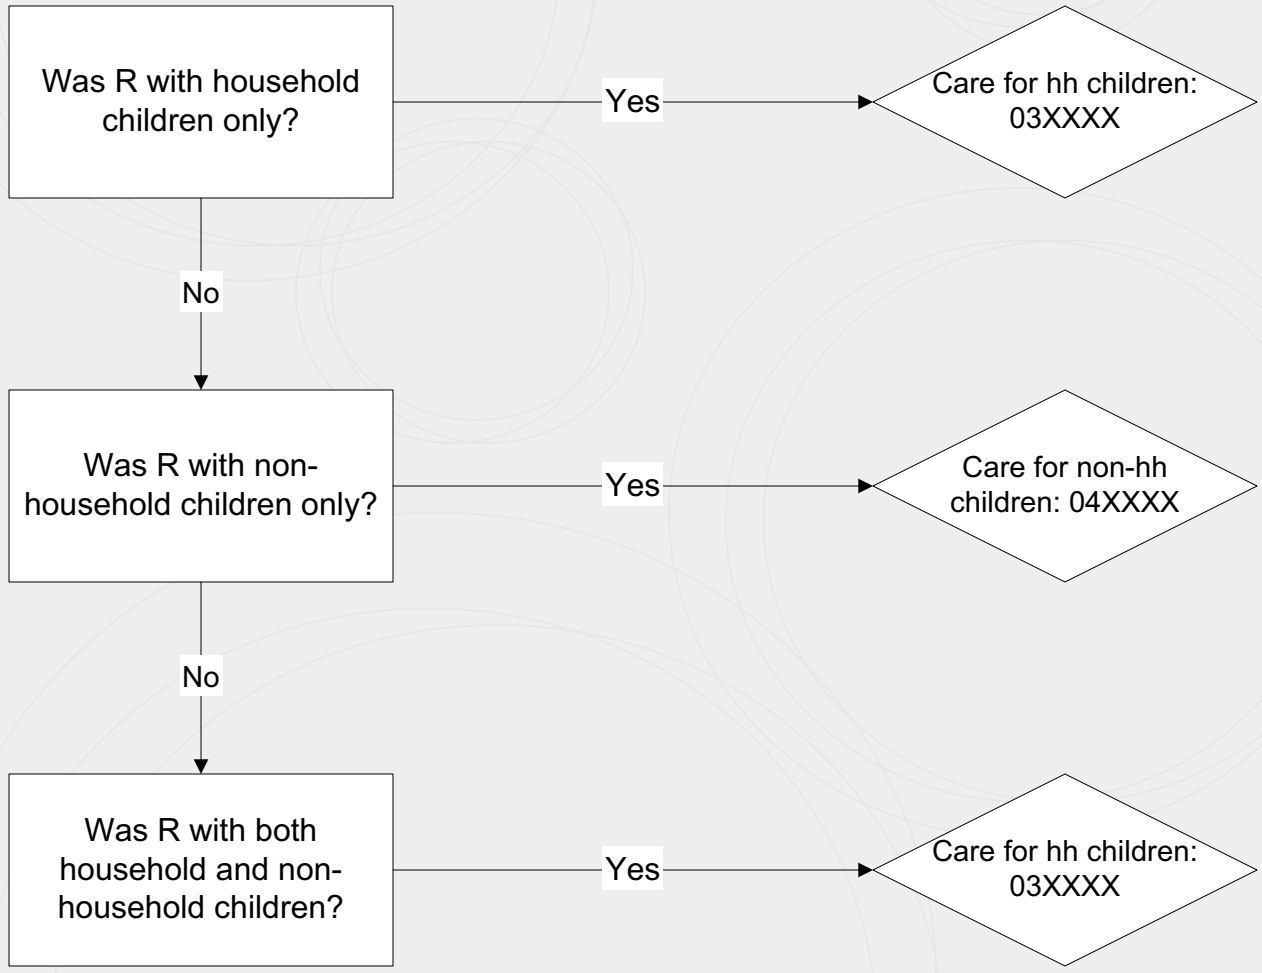 Was R with household
children only?
Yes
Care for hh children:
03XXXX
No
Was R with non-
household children only?
Yes
Care for non-hh
children: 04XXXX
No
Was R with both
household and non-
household children?
Yes
Care for hh children:
03XXXX